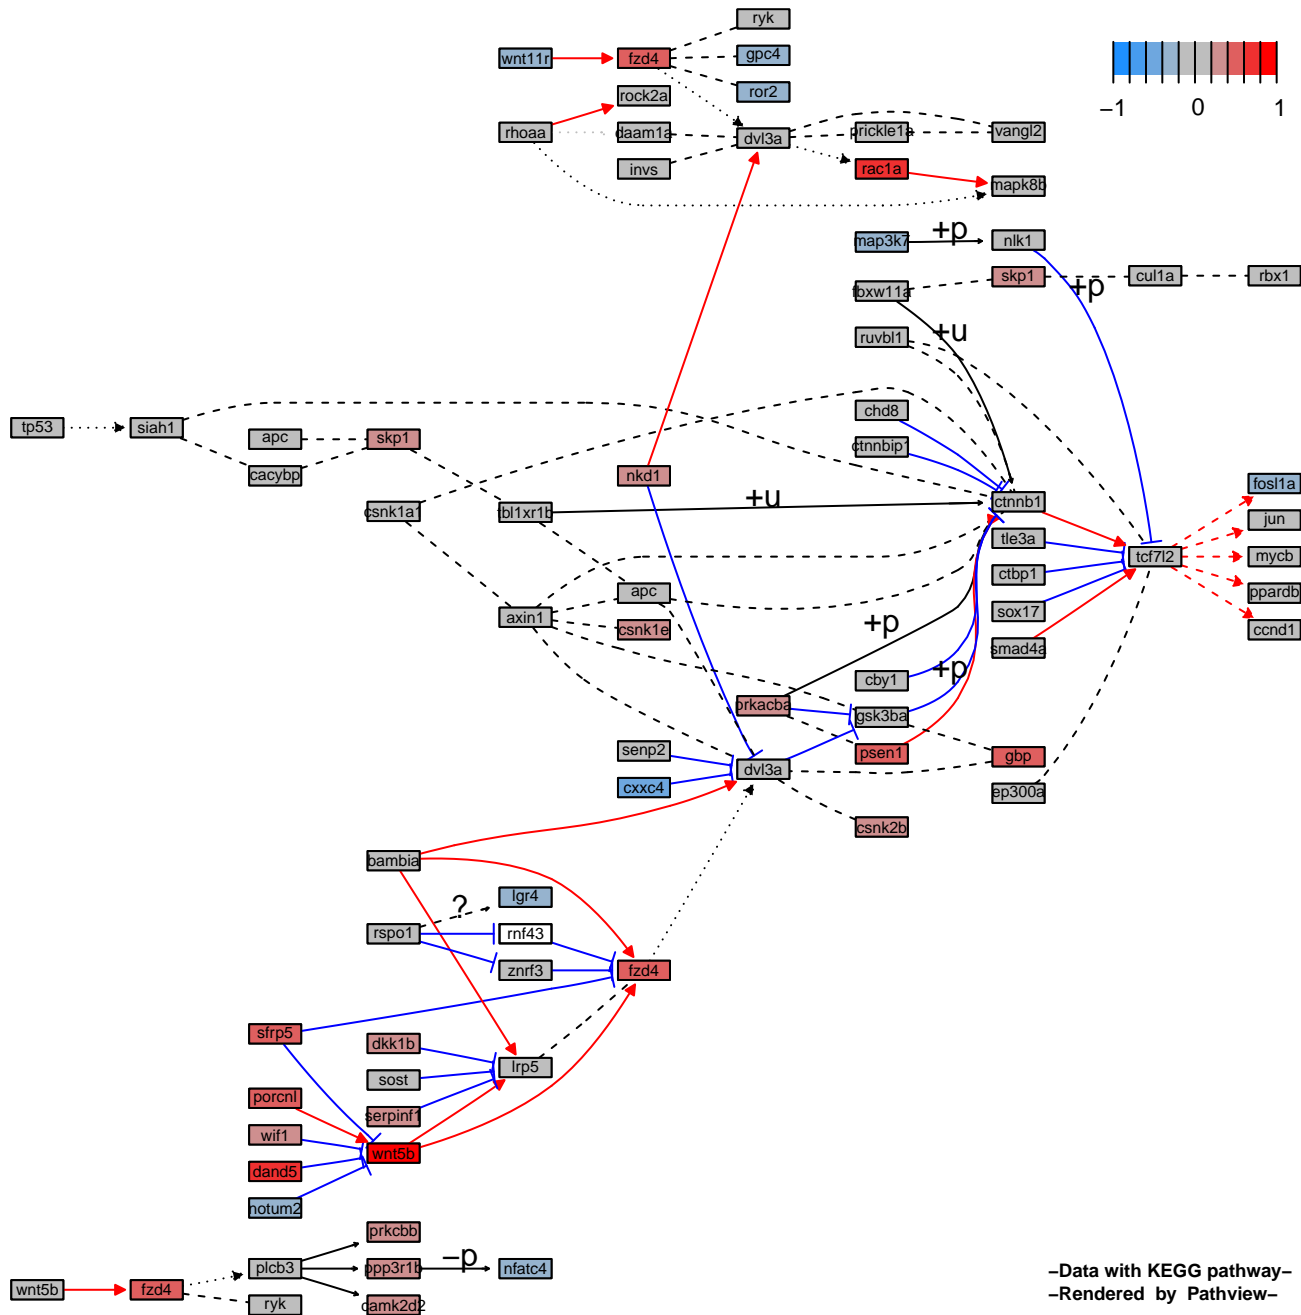 ryk
wnt11r fzd4 gpc4
rock2a ror2
−1 0 1
rhoaa daam1a dvl3a prickle1a vangl2
invs rac1a mapk8b
map3k7 +p nlk1
fbxw11a skp1 cul1a rbx1
+p
ruvbl1 +u
chd8
tp53 siah1 apc skp1 ctnnbip1
cacybp nkd1 fosl1a
csnk1a1 tbl1xr1b +u ctnnb1 jun
tle3a tcf7l2 mycb
ctbp1
apc ppardb
axin1 csnk1e +p sox17 ccnd1
smad4a
cby1 +p
prkacba gsk3ba
senp2 dvl3a psen1 gbp
cxxc4 ep300a
csnk2b
bambia
? lgr4
rspo1 rnf43
znrf3 fzd4
sfrp5 dkk1b
sost lrp5
porcnl serpinf1
wif1 wnt5b
dand5
notum2
prkcbb
plcb3 ppp3r1b −p nfatc4
wnt5b fzd4 ryk camk2d2
−Data with KEGG pathway−
−Rendered by Pathview−